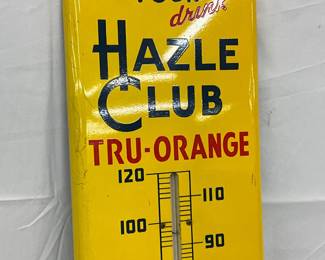 drink
HAZLE
CLUB
TRU-ORANGE
120
110
100
90